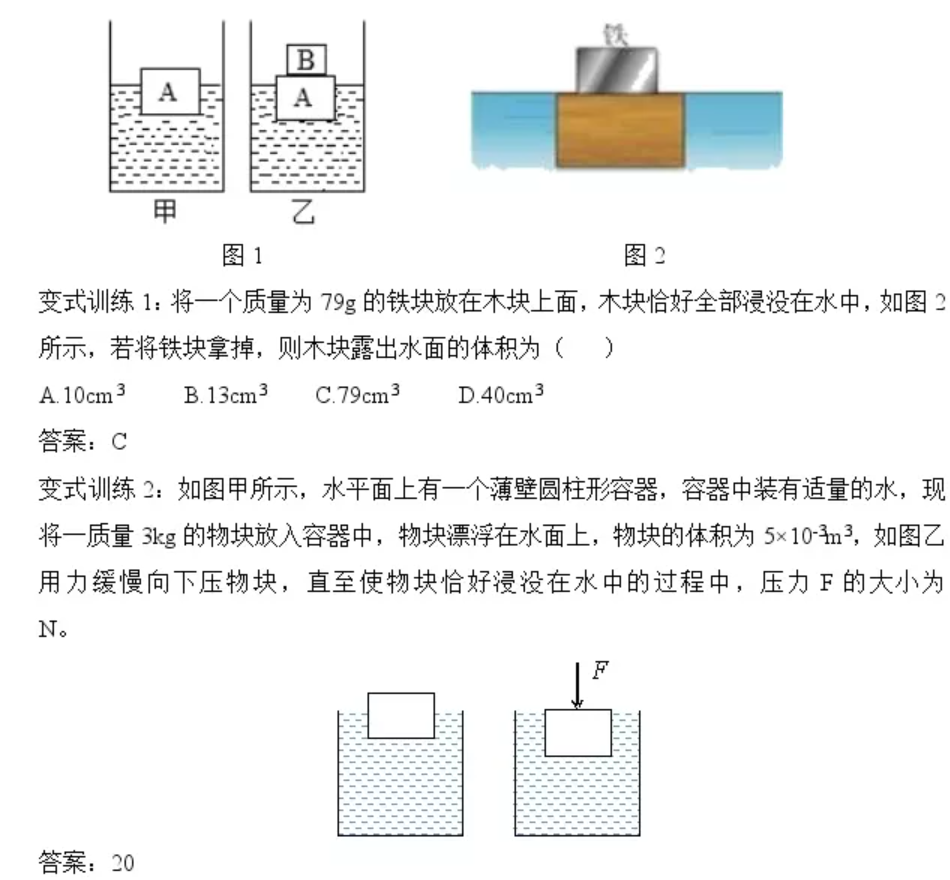 铁
B
A
A
甲 乙
图1 图2
变式训练1：将一个质量为79g的铁块放在木块上面，木块恰好全部浸没在水中，如图2
所示，若将铁块拿掉，则木块露出水面的体积为（ ）
A.10cm³ B.13cm³ C.79cm³ D.40cm³
答案：C
变式训练2：如图甲所示，水平面上有一个薄壁圆柱形容器，容器中装有适量的水，现
将一质量3kg的物块放入容器中，物块漂浮在水面上，物块的体积为5×10⁻³m³，如图乙
用力缓慢向下压物块，直至使物块恰好浸没在水中的过程中，压力F的大小为
N。
F
答案：20